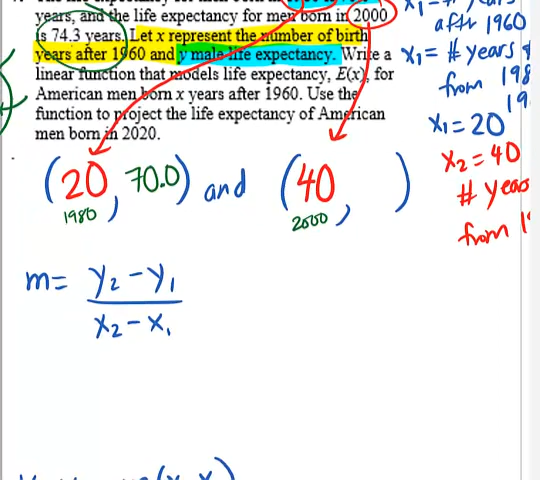 years, and the life expectancy for men born in 2000
is 74.3 years. Let x represent the number of birth
years after 1960 and y male life expectancy. Write a
linear function that models life expectancy, E(x), for
American men born x years after 1960. Use the
function to project the life expectancy of American
men born in 2020.
after 1960
x₁ = # years
from 198
19
x₁ = 20
x₂ = 40
# years
from 1
(20, 70.0) and (40, )
1980
2000
m = y₂ - y₁
x₂ - x₁